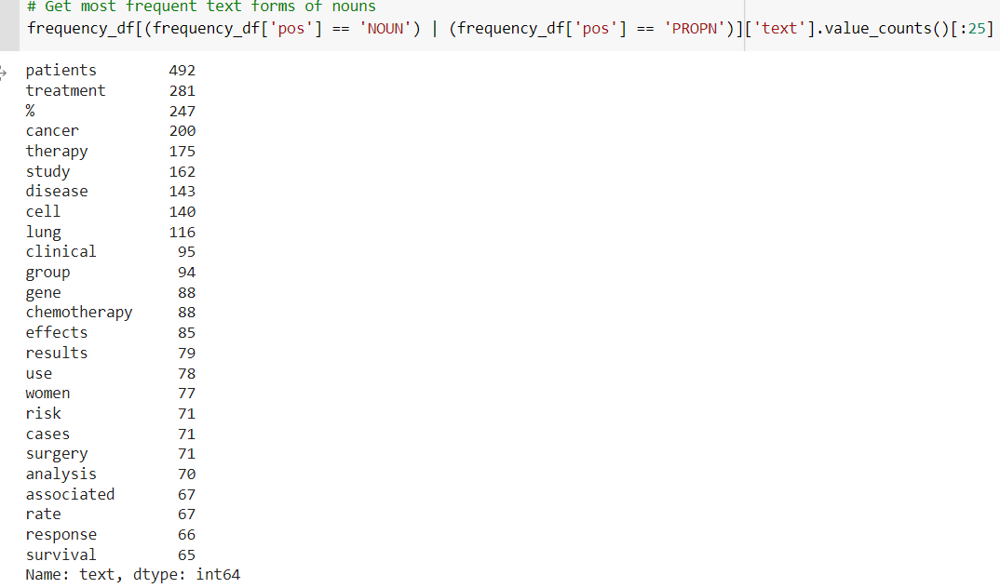 # Get most frequent text forms of nouns
frequency_df[(frequency_df['pos'] == 'NOUN') | (frequency_df['pos'] == 'PROPN')]['text'].value_counts()[:25]
patients 492
treatment 281
% 247
cancer 200
therapy 175
study 162
disease 143
cell 140
lung 116
clinical 95
group 94
gene 88
chemotherapy 88
effects 85
results 79
use 78
women 77
risk 71
cases 71
surgery 71
analysis 70
associated 67
rate 67
response 66
survival 65
Name: text, dtype: int64